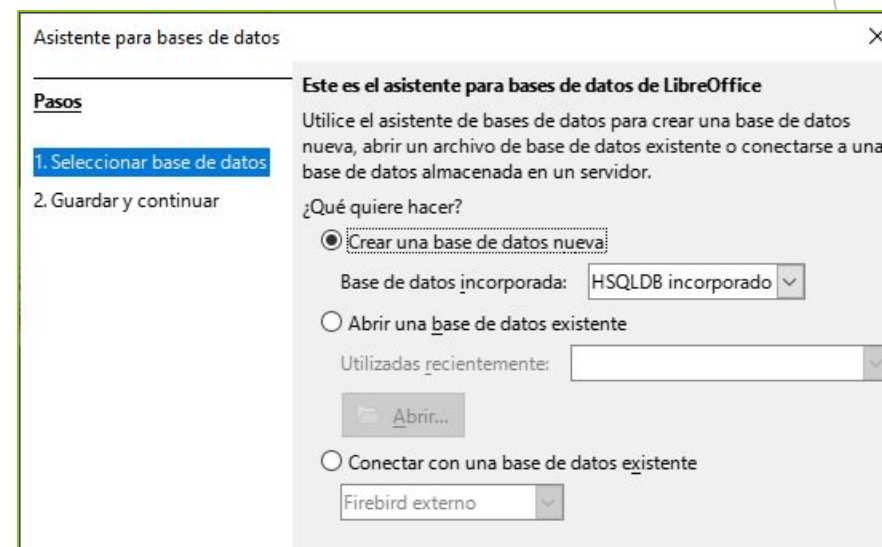 Asistente para bases de datos
Pasos
1. Seleccionar base de datos
2. Guardar y continuar
Este es el asistente para bases de datos de LibreOffice
Utilice el asistente de bases de datos para crear una base de datos
nueva, abrir un archivo de base de datos existente o conectarse a una
base de datos almacenada en un servidor.
¿Qué quiere hacer?
Crear una base de datos nueva
Base de datos incorporada: HSQLDB incorporado
Abrir una base de datos existente
Utilizadas recientemente:
Abrir...
Conectar con una base de datos existente
Firebird externo